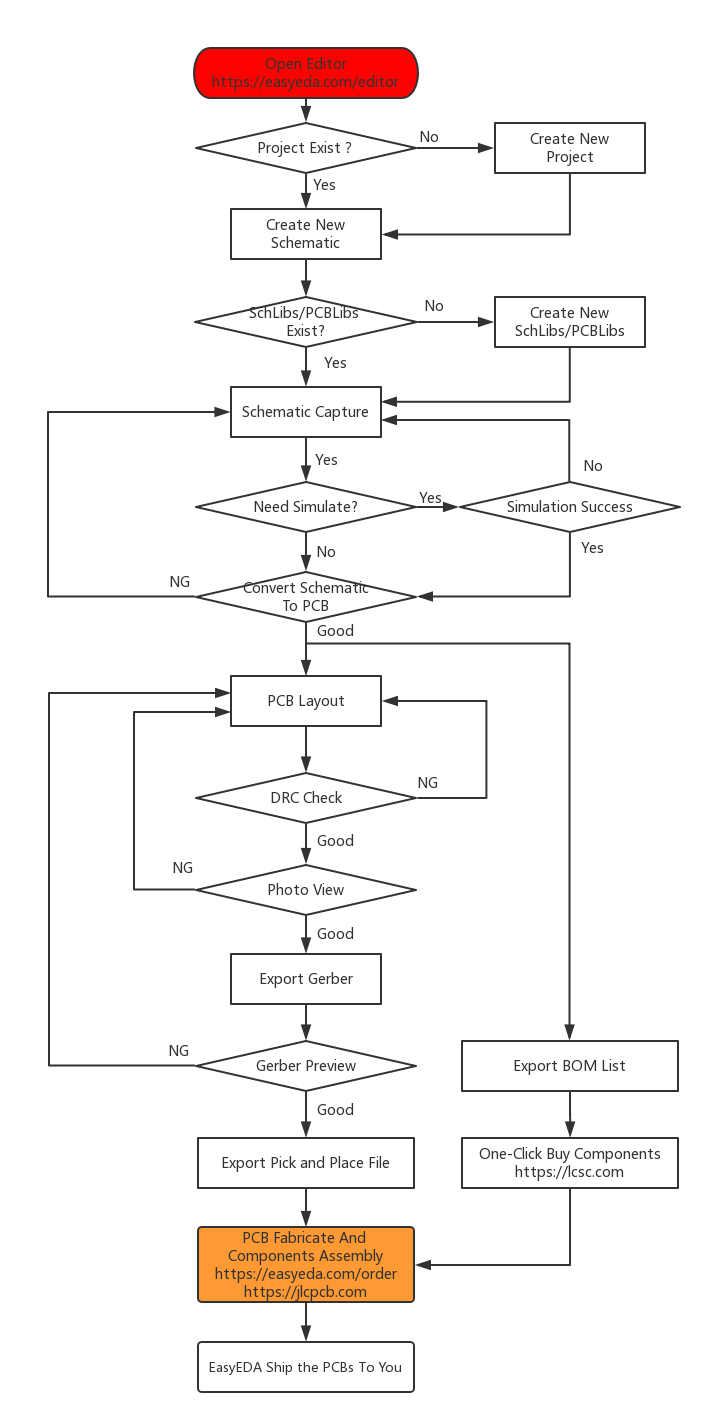 Open Editor
https://easyeda.com/editor
Project Exist ?
No
Create New
Project
Yes
Create New
Schematic
SchLibs/PCBLibs
Exist?
No
Create New
SchLibs/PCBLibs
Yes
Schematic Capture
Yes
No
Need Simulate?
Yes
Simulation Success
No
Yes
NG
Convert Schematic
To PCB
Good
PCB Layout
DRC Check
NG
Good
NG
Photo View
Good
Export Gerber
NG
Gerber Preview
Export BOM List
Good
Export Pick and Place File
One-Click Buy Components
https://lcsc.com
PCB Fabricate And
Components Assembly
https://easyeda.com/order
https://jlcpcb.com
EasyEDA Ship the PCBs To You